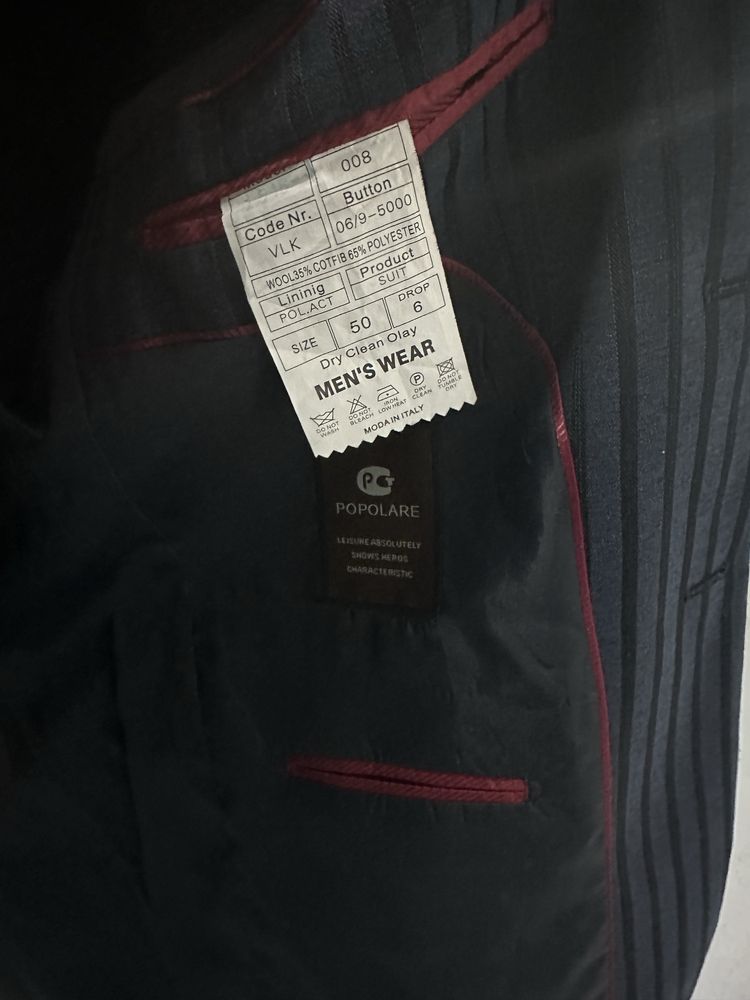 008
Code Nr. Button
VLK 06/9-5000
WOOL35% COTFIB 65% POLYESTER
Lininig Product
POL.ACT SUIT
SIZE 50 DROP 6
Dry Clean Olay
MEN'S WEAR
DO NOT WASH DO NOT BLEACH IRON LOW HEAT DRY CLEAN DO NOT TUMBLE DRY
MODA IN ITALY
PG
POPOLARE
LEISURE ABSOLUTELY
SHOWS HEROS
CHARACTERISTIC